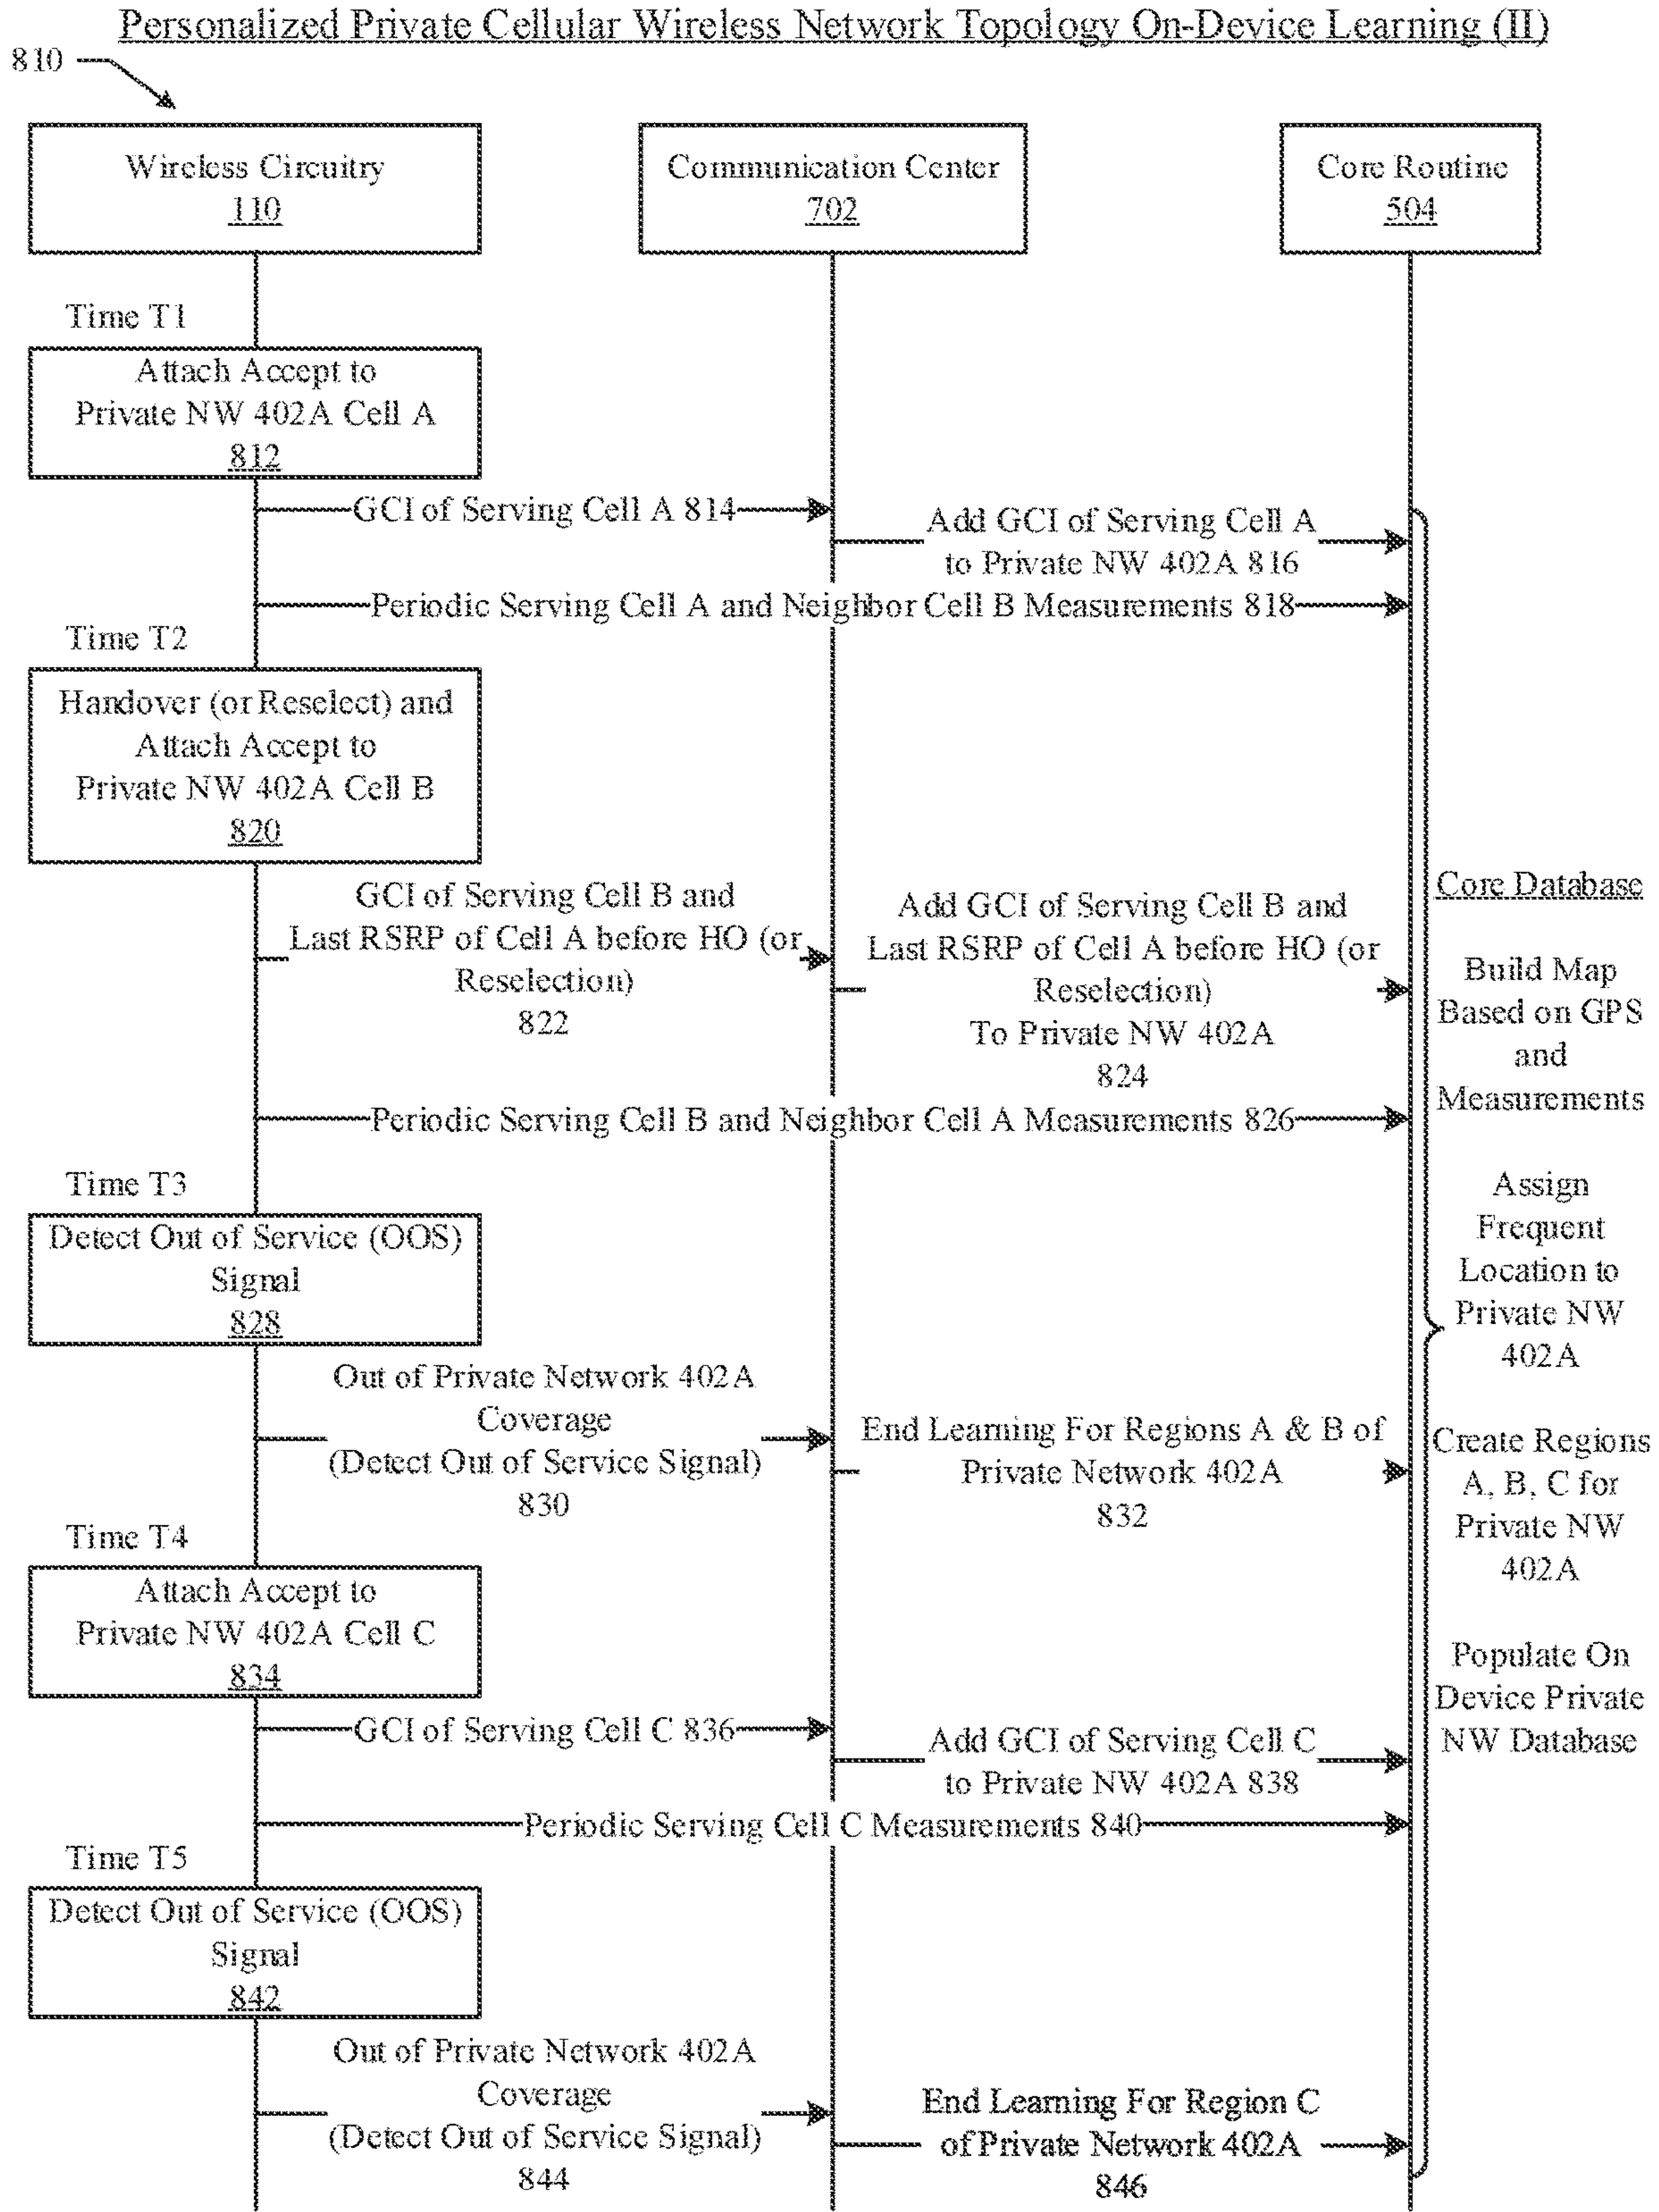 Personalized Private Cellular Wireless Network Topology On-Device Learning (II)
810
Wireless Circuitry
110
Communication Center
702
Core Routine
504
Time T1
Attach Accept to
Private NW 402A Cell A
812
GCI of Serving Cell A 814
Add GCI of Serving Cell A
to Private NW 402A 816
Periodic Serving Cell A and Neighbor Cell B Measurements 818
Time T2
Handover (or Reselect) and
Attach Accept to
Private NW 402A Cell B
820
GCI of Serving Cell B and
Last RSRP of Cell A before HO (or
Reselection)
822
Add GCI of Serving Cell B and
Last RSRP of Cell A before HO (or
Reselection)
To Private NW 402A
824
Periodic Serving Cell B and Neighbor Cell A Measurements 826
Time T3
Detect Out of Service (OOS)
Signal
828
Out of Private Network 402A
Coverage
(Detect Out of Service Signal)
830
End Learning For Regions A & B of
Private Network 402A
832
Time T4
Attach Accept to
Private NW 402A Cell C
834
GCI of Serving Cell C 836
Add GCI of Serving Cell C
to Private NW 402A 838
Periodic Serving Cell C Measurements 840
Time T5
Detect Out of Service (OOS)
Signal
842
Out of Private Network 402A
Coverage
(Detect Out of Service Signal)
844
End Learning For Region C
of Private Network 402A
846
Core Database
Build Map
Based on GPS
and
Measurements
Assign
Frequent
Location to
Private NW
402A
Create Regions
A, B, C for
Private NW
402A
Populate On
Device Private
NW Database